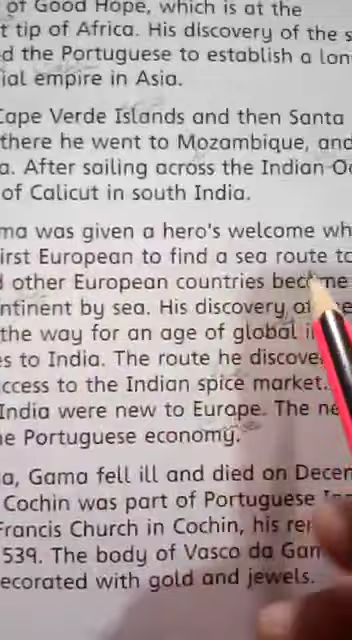 of Good Hope, which is at the
t tip of Africa. His discovery of the s
d the Portuguese to establish a lon
ial empire in Asia.
Cape Verde Islands and then Santa
there he went to Mozambique, and
a. After sailing across the Indian O
of Calicut in south India.
ma was given a hero's welcome wh
irst European to find a sea route to
other European countries became
ntinent by sea. His discovery of
the way for an age of global i
es to India. The route he discove
ccess to the Indian spice market.
India were new to Europe. The ne
e Portuguese economy.
a, Gama fell ill and died on Decem
Cochin was part of Portuguese In
Francis Church in Cochin, his re
539. The body of Vasco da Gam
ecorated with gold and jewels.